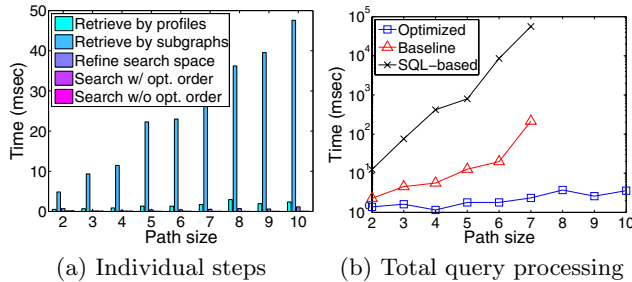 50
40
30
20
10
0
Time (msec)
Retrieve by profiles
Retrieve by subgraphs
Refine search space
Search w/ opt. order
Search w/o opt. order
2 3 4 5 6 7 8 9 10
Path size
(a) Individual steps
10^5
10^4
10^3
10^2
10^1
10^0
Time (msec)
Optimized
Baseline
SQL-based
2 3 4 5 6 7 8 9 10
Path size
(b) Total query processing